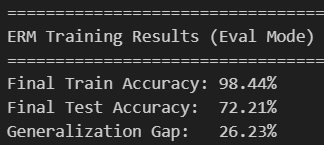 ==============================
ERM Training Results (Eval Mode)
==============================
Final Train Accuracy: 98.44%
Final Test Accuracy:  72.21%
Generalization Gap:   26.23%